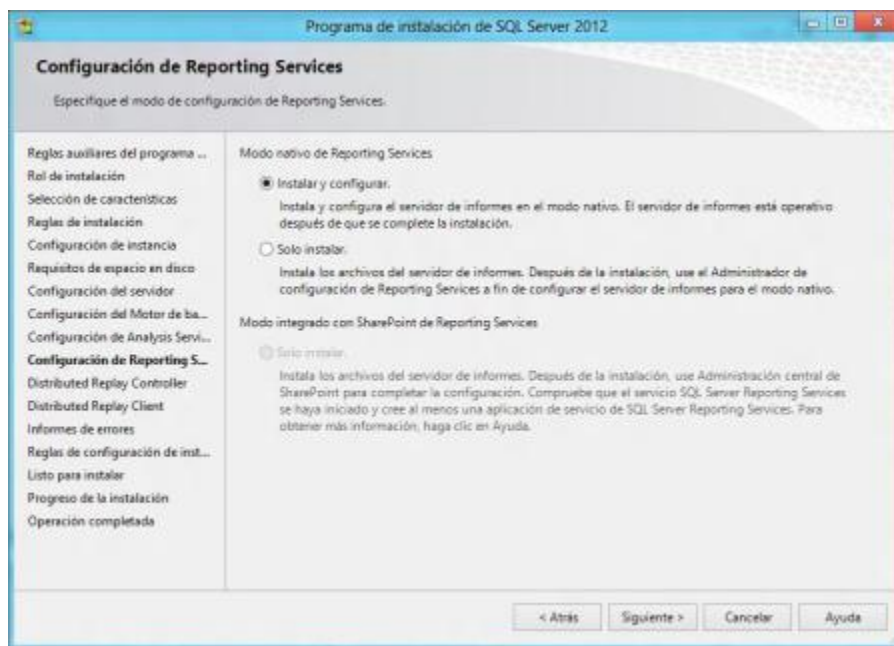 Programa de instalación de SQL Server 2012
Configuración de Reporting Services
Especifique el modo de configuración de Reporting Services.
Reglas auxiliares del programa ...
Rol de instalación
Selección de características
Reglas de instalación
Configuración de instancia
Requisitos de espacio en disco
Configuración del servidor
Configuración del Motor de ba...
Configuración de Analysis Servi...
Configuración de Reporting S...
Distributed Replay Controller
Distributed Replay Client
Informes de errores
Reglas de configuración de inst...
Listo para instalar
Progreso de la instalación
Operación completada
Modo nativo de Reporting Services
Instalar y configurar.
Instala y configura el servidor de informes en el modo nativo. El servidor de informes está operativo
después de que se complete la instalación.
Solo instalar.
Instala los archivos del servidor de informes. Después de la instalación, use el Administrador de
configuración de Reporting Services a fin de configurar el servidor de informes para el modo nativo.
Modo integrado con SharePoint de Reporting Services
Solo instalar.
Instala los archivos del servidor de informes. Después de la instalación, use Administración central de
SharePoint para completar la configuración. Compruebe que el servicio SQL Server Reporting Services
se haya iniciado y cree al menos una aplicación de servicio de SQL Server Reporting Services. Para
obtener más información, haga clic en Ayuda.
< Atrás
Siguiente >
Cancelar
Ayuda